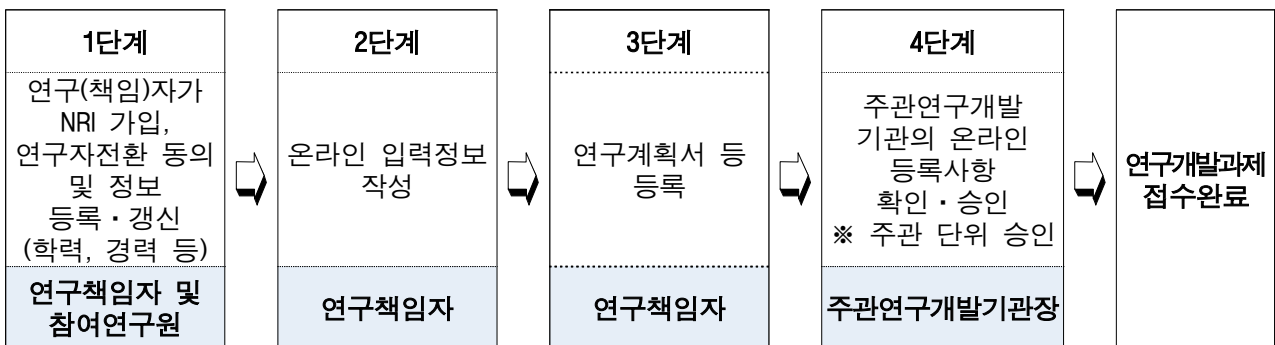 1단계
연구(책임)자가
NRI 가입,
연구자전환 동의
및 정보
등록・갱신
(학력, 경력 등)
연구책임자 및
참여연구원
2단계
온라인 입력정보
작성
연구책임자
3단계
연구계획서 등
등록
연구책임자
4단계
주관연구개발
기관의 온라인
등록사항
확인・승인
※ 주관 단위 승인
주관연구개발기관장
연구개발과제
접수완료